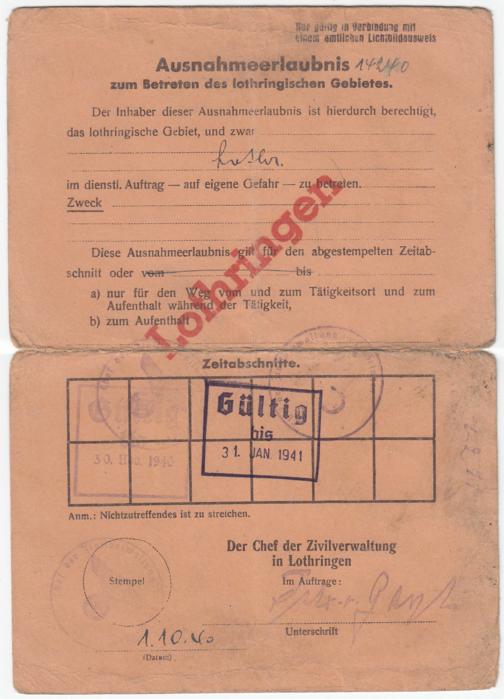 Nur gültig in Verbindung mit
einem amtlichen Lichtbildausweis
Ausnahmeerlaubnis 14240
zum Betreten des lothringischen Gebietes.
Der Inhaber dieser Ausnahmeerlaubnis ist hierdurch berechtigt,
das lothringische Gebiet, und zwar
im dienstl. Auftrag — auf eigene Gefahr — zu betreten.
Zweck
Lothringen
Diese Ausnahmeerlaubnis gilt für den abgestempelten Zeitab-
schnitt oder vom bis
a) nur für den Weg vom und zum Tätigkeitsort und zum
Aufenthalt während der Tätigkeit,
b) zum Aufenthalt
Zeitabschnitte.
Gültig
bis
30. 1940
Gültig
bis
31. JAN 1941
Anm.: Nichtzutreffendes ist zu streichen.
Der Chef der Zivilverwaltung
in Lothringen
Im Auftrage:
Stempel
Unterschrift
1.10.40
(Datum)